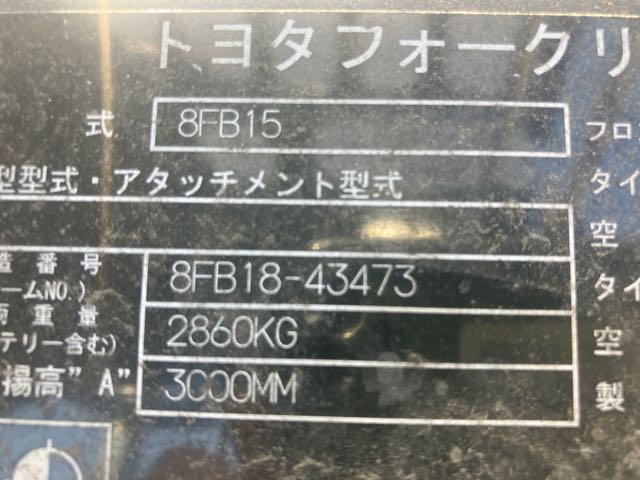 トヨタフォークリ
式 8FB15 フロ
型型式・アタッチメント型式 タイ
空
造番号 8FB18-43473
ームNO.) タイ
両重量 2860KG
テリー含む) 空
揚高"A" 3000MM 製